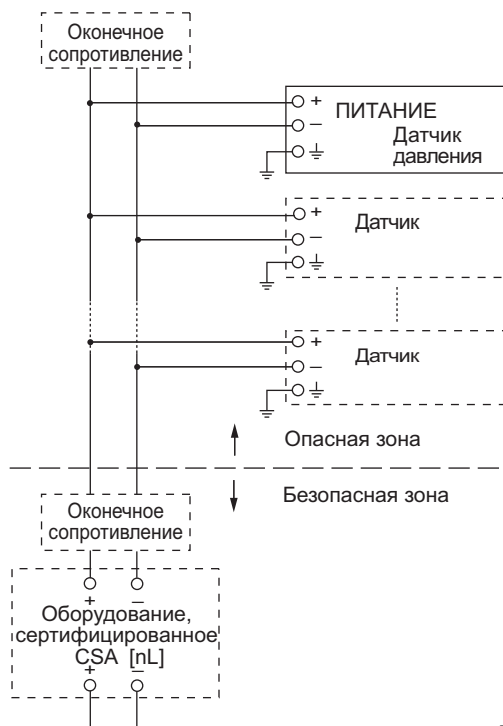 Оконечное
сопротивление
+
ПИТАНИЕ
–
Датчик
давления
+
Датчик
–
+
Датчик
–
Опасная зона
Безопасная зона
Оконечное
сопротивление
+ –
Оборудование,
сертифицированное
CSA [nL]
+ –